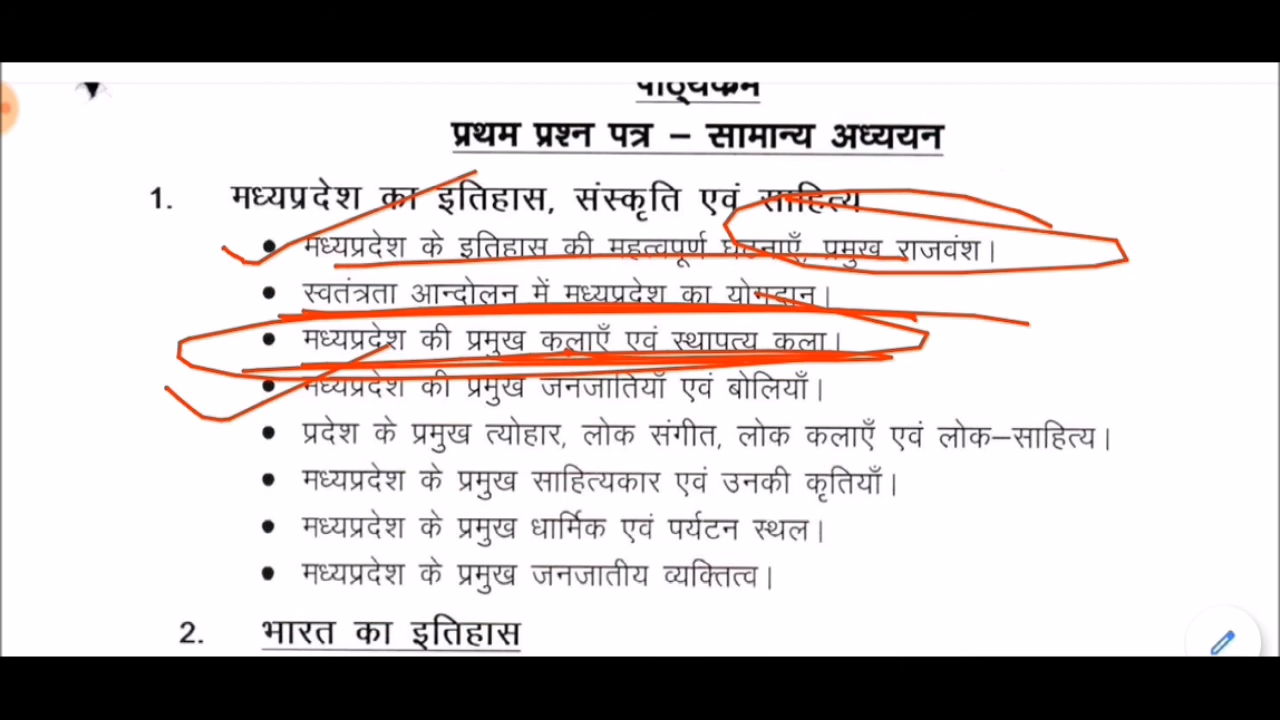 पाठ्यक्रम
प्रथम प्रश्न पत्र – सामान्य अध्ययन
1. मध्यप्रदेश का इतिहास, संस्कृति एवं साहित्य
• मध्यप्रदेश के इतिहास की महत्वपूर्ण घटनाएँ, प्रमुख राजवंश।
• स्वतंत्रता आन्दोलन में मध्यप्रदेश का योगदान।
• मध्यप्रदेश की प्रमुख कलाएँ एवं स्थापत्य कला।
• मध्यप्रदेश की प्रमुख जनजातियाँ एवं बोलियाँ।
• प्रदेश के प्रमुख त्योहार, लोक संगीत, लोक कलाएँ एवं लोक–साहित्य।
• मध्यप्रदेश के प्रमुख साहित्यकार एवं उनकी कृतियाँ।
• मध्यप्रदेश के प्रमुख धार्मिक एवं पर्यटन स्थल।
• मध्यप्रदेश के प्रमुख जनजातीय व्यक्तित्व।
2. भारत का इतिहास